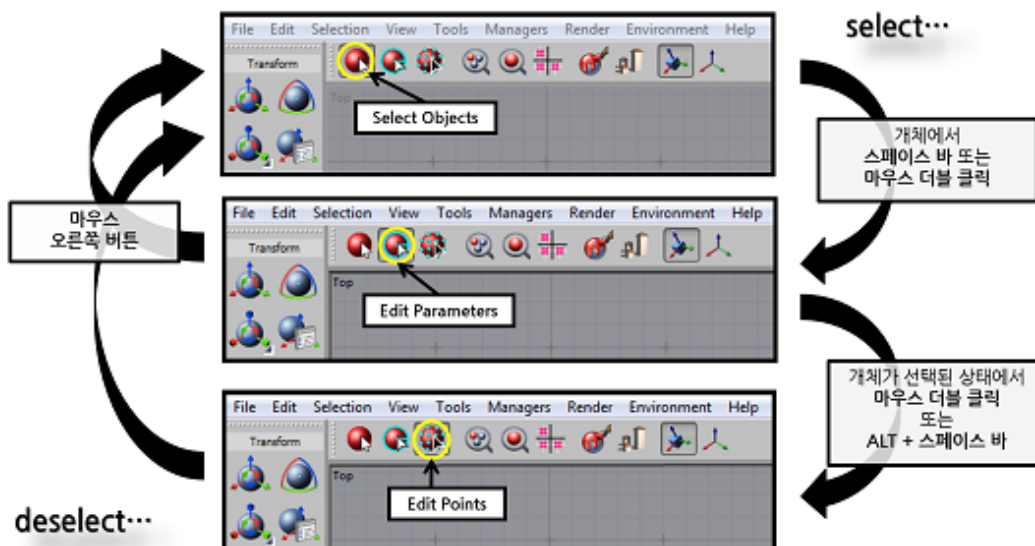 File Edit Selection View Tools Managers Render Environment Help
select…
Transform
Top
Select Objects
개체에서
스페이스 바 또는
마우스 더블 클릭
마우스
오른쪽 버튼
File Edit Selection View Tools Managers Render Environment Help
Transform
Top
Edit Parameters
개체가 선택된 상태에서
마우스 더블 클릭
또는
ALT + 스페이스 바
File Edit Selection View Tools Managers Render Environment Help
Transform
Top
Edit Points
deselect…